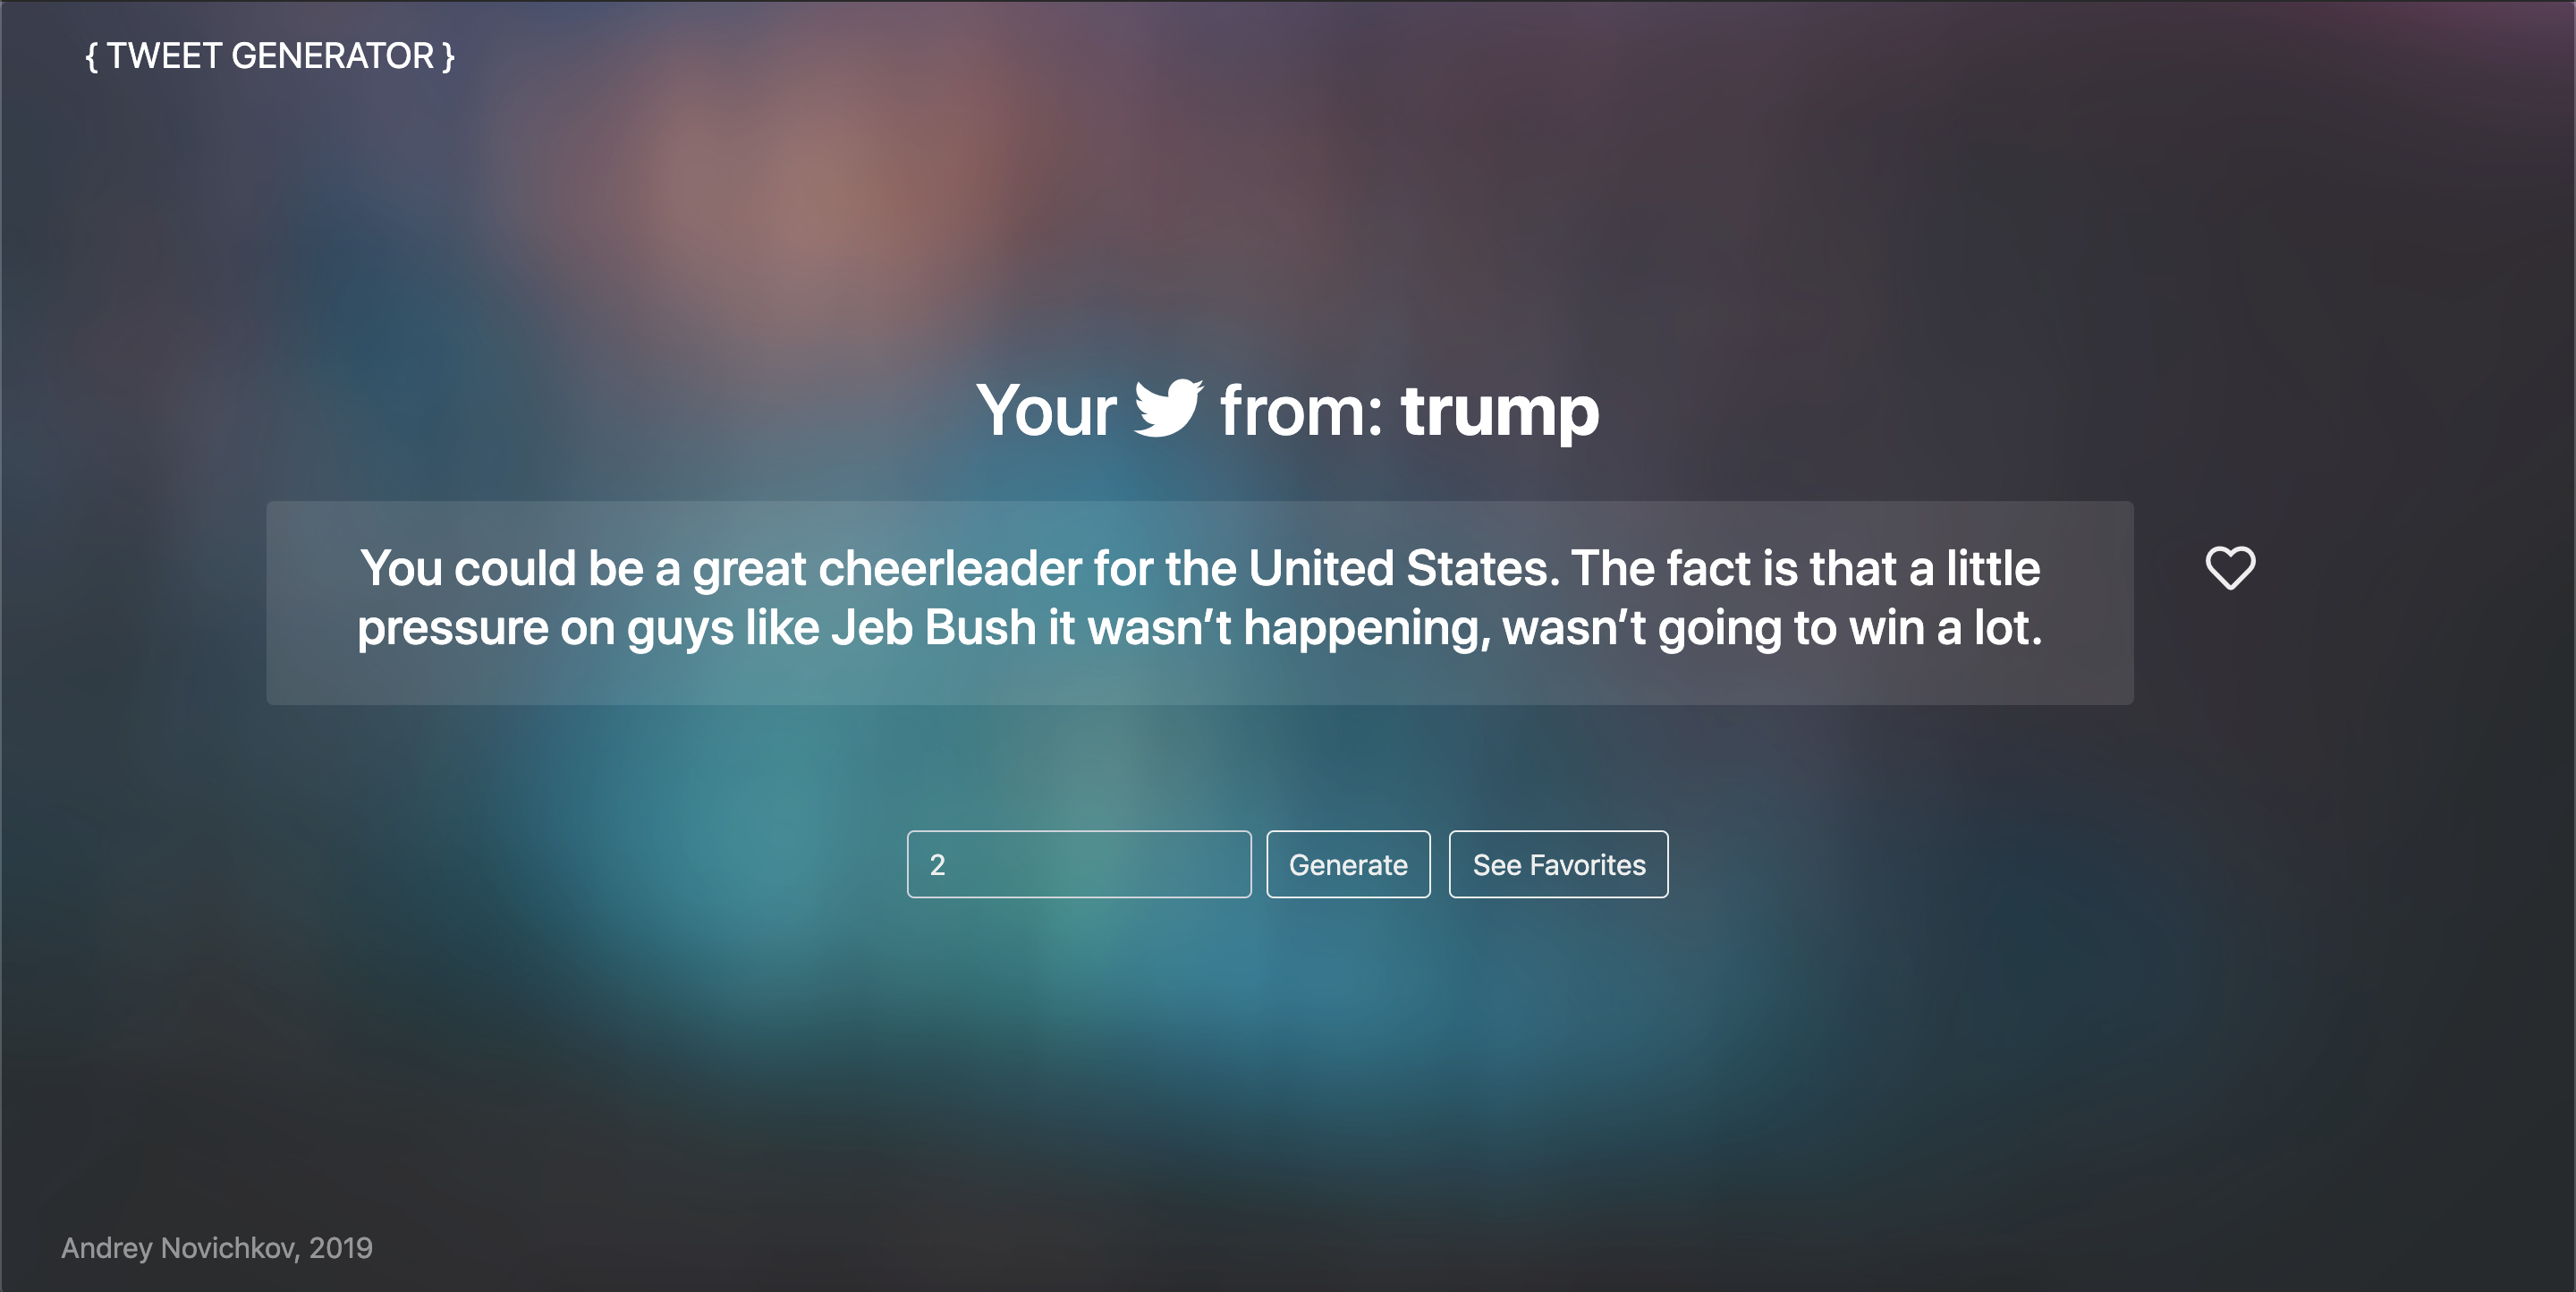 { TWEET GENERATOR }
Your from: trump
You could be a great cheerleader for the United States. The fact is that a little
pressure on guys like Jeb Bush it wasn’t happening, wasn’t going to win a lot.
2
Generate
See Favorites
Andrey Novichkov, 2019